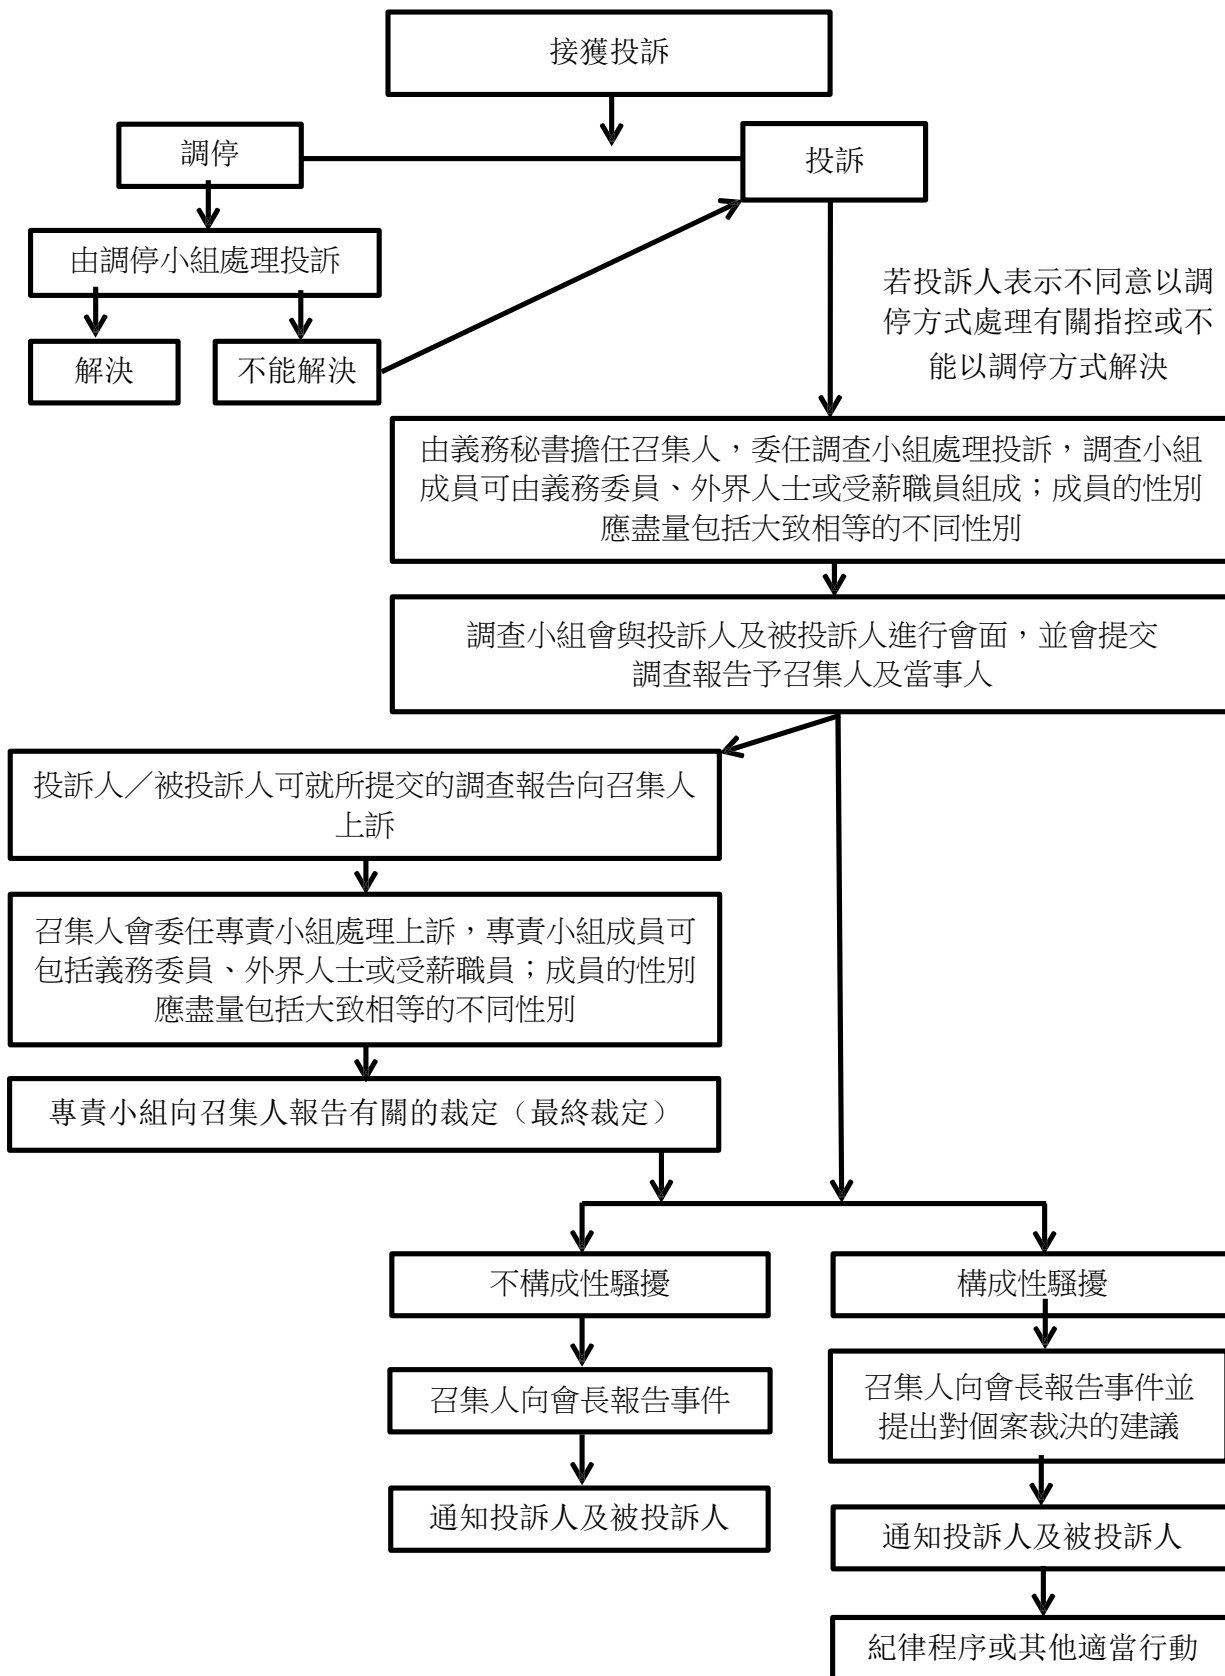 接獲投訴
調停
投訴
由調停小組處理投訴
解決
不能解決
若投訴人表示不同意以調
停方式處理有關指控或不
能以調停方式解決
由義務秘書擔任召集人，委任調查小組處理投訴，調查小組
成員可由義務委員、外界人士或受薪職員組成；成員的性別
應盡量包括大致相等的不同性別
調查小組會與投訴人及被投訴人進行會面，並會提交
調查報告予召集人及當事人
投訴人／被投訴人可就所提交的調查報告向召集人
上訴
召集人會委任專責小組處理上訴，專責小組成員可
包括義務委員、外界人士或受薪職員；成員的性別
應盡量包括大致相等的不同性別
專責小組向召集人報告有關的裁定（最終裁定）
不構成性騷擾
構成性騷擾
召集人向會長報告事件
召集人向會長報告事件並
提出對個案裁決的建議
通知投訴人及被投訴人
通知投訴人及被投訴人
紀律程序或其他適當行動